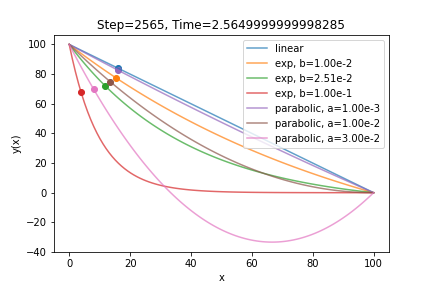 Step=2565, Time=2.5649999999998285
100
80
60
40
20
0
−20
−40
y(x)
0
20
40
60
80
100
x
linear
exp, b=1.00e-2
exp, b=2.51e-2
exp, b=1.00e-1
parabolic, a=1.00e-3
parabolic, a=1.00e-2
parabolic, a=3.00e-2